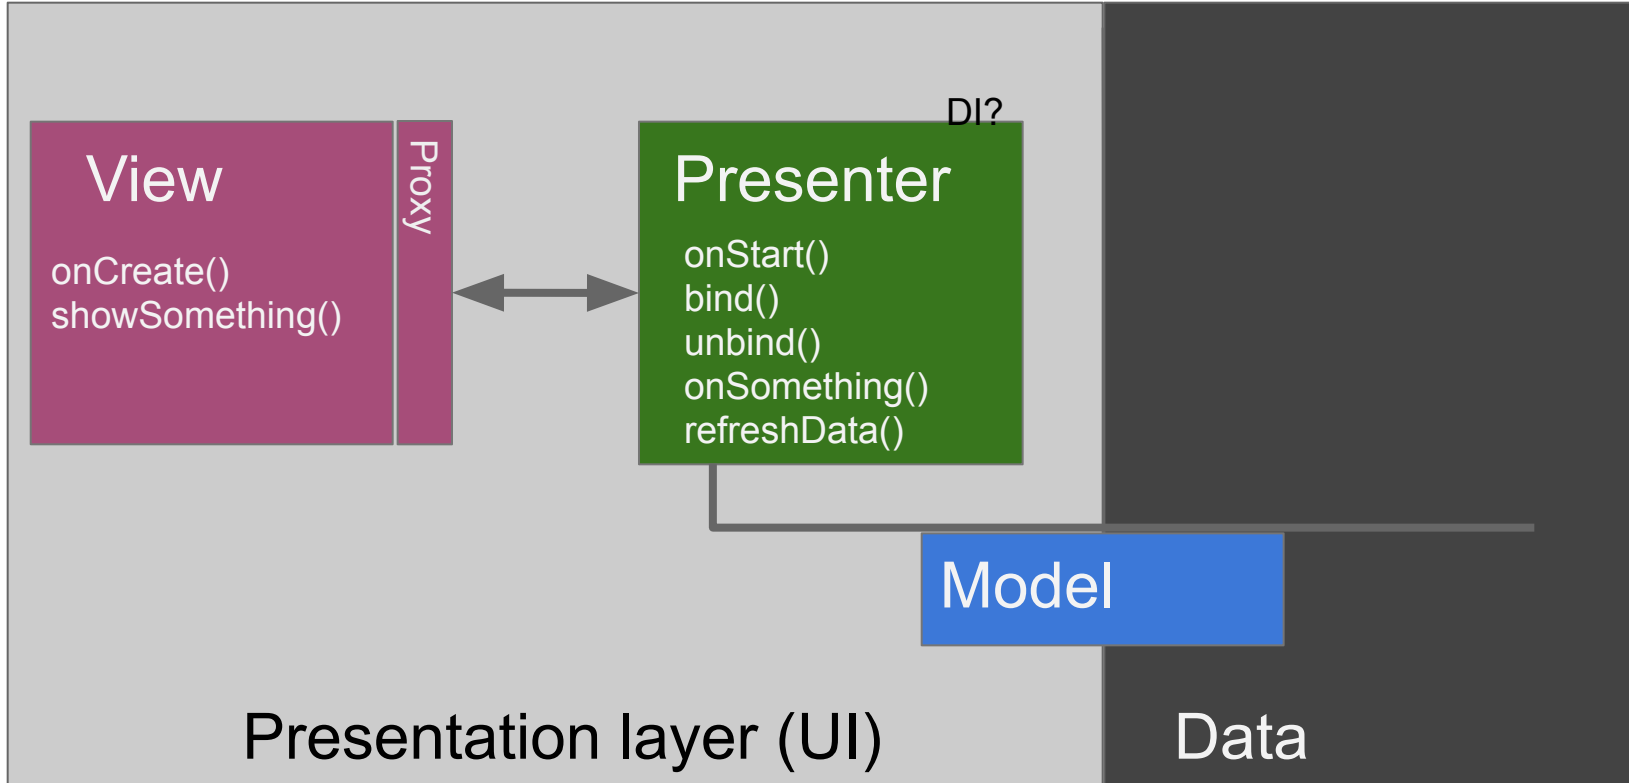 DI?
View
Proxy
onCreate()
showSomething()
Presenter
onStart()
bind()
unbind()
onSomething()
refreshData()
Model
Presentation layer (UI)
Data